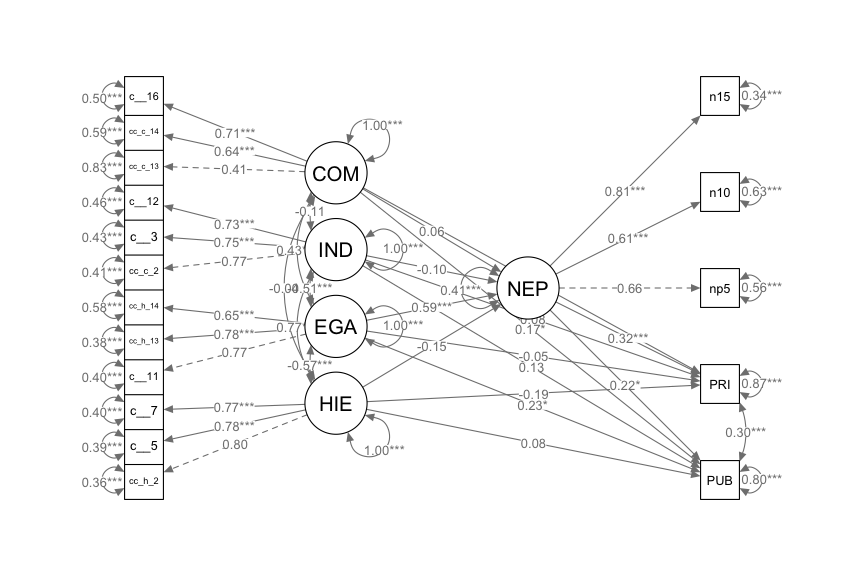 n15
0.34***
0.50***
c__16
1.00***
0.59***
cc_c_14
0.71***
0.64***
0.83***
cc_c_13
0.41
COM
0.81***
n10
0.63***
0.46***
c__12
0.73***
-0.11
0.06
0.61***
0.43***
c__3
0.75***
0.43
IND
1.00***
0.41***
cc_c_2
0.77
-0.10
0.41***
NEP
0.66
np5
0.56***
0.58***
cc_h_14
0.65***
0.59***
0.38***
cc_h_13
0.78***
0.77
EGA
1.00***
0.17*
0.32***
0.77
-0.15
-0.05
0.40***
c__11
-0.57***
0.13
PRI
0.87***
0.40***
c__7
0.77***
HIE
-0.19
0.22*
0.23*
0.39***
c__5
0.78***
0.80
1.00***
0.08
0.30***
0.36***
cc_h_2
PUB
0.80***